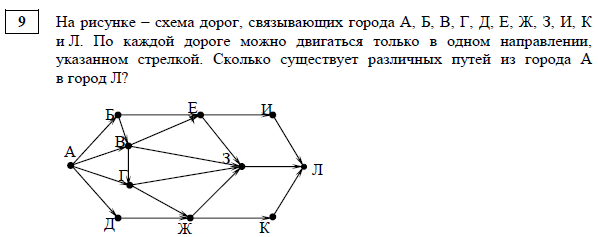 9
На рисунке – схема дорог, связывающих города А, Б, В, Г, Д, Е, Ж, З, И, К
и Л. По каждой дороге можно двигаться только в одном направлении,
указанном стрелкой. Сколько существует различных путей из города А
в город Л?
Б Е И
В
А З Л
Г
Д Ж К